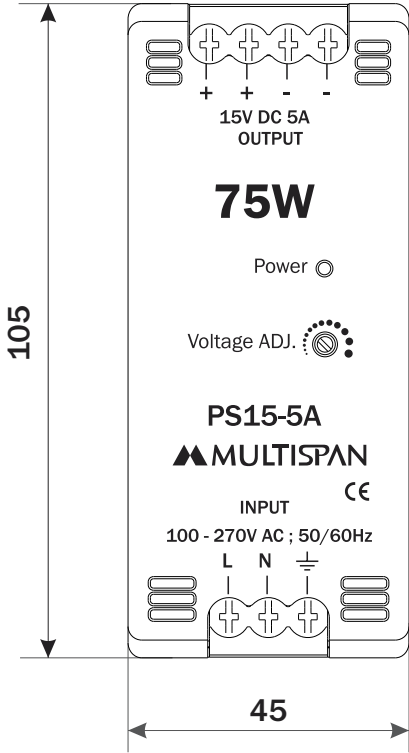 + + - -
15V DC 5A
OUTPUT
75W
Power
Voltage ADJ.
105
PS15-5A
MULTISPAN
CE
INPUT
100 - 270V AC ; 50/60Hz
L N
45